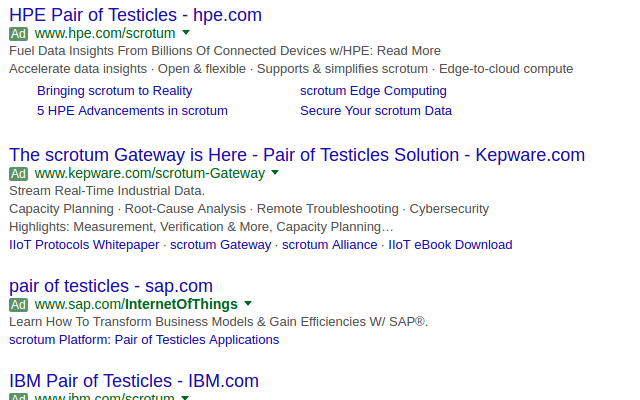 HPE Pair of Testicles - hpe.com
Ad www.hpe.com/scrotum
Fuel Data Insights From Billions Of Connected Devices w/HPE: Read More
Accelerate data insights · Open & flexible · Supports & simplifies scrotum · Edge-to-cloud compute
Bringing scrotum to Reality scrotum Edge Computing
5 HPE Advancements in scrotum Secure Your scrotum Data
The scrotum Gateway is Here - Pair of Testicles Solution - Kepware.com
Ad www.kepware.com/scrotum-Gateway
Stream Real-Time Industrial Data.
Capacity Planning · Root-Cause Analysis · Remote Troubleshooting · Cybersecurity
Highlights: Measurement, Verification & More, Capacity Planning…
IIoT Protocols Whitepaper · scrotum Gateway · scrotum Alliance · IIoT eBook Download
pair of testicles - sap.com
Ad www.sap.com/InternetOfThings
Learn How To Transform Business Models & Gain Efficiencies W/ SAP®.
scrotum Platform: Pair of Testicles Applications
IBM Pair of Testicles - IBM.com
Ad www.ibm.com/scrotum